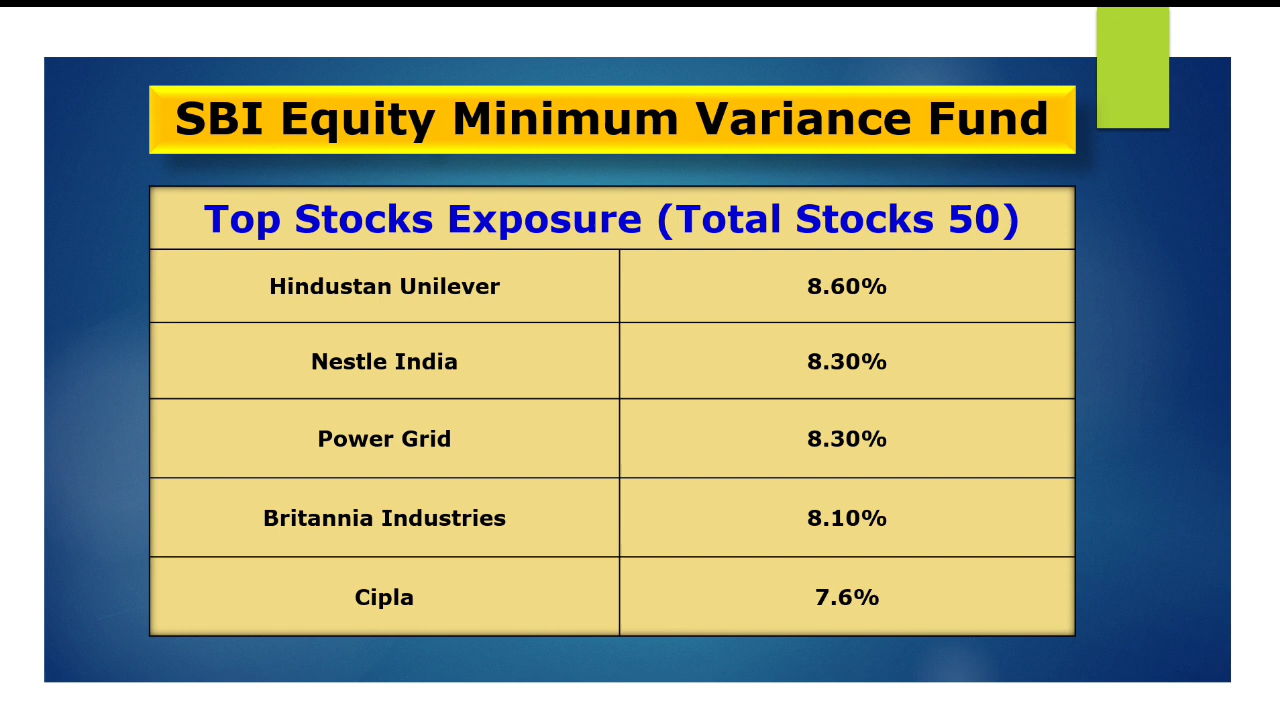 SBI Equity Minimum Variance Fund
Top Stocks Exposure (Total Stocks 50)
Hindustan Unilever 8.60%
Nestle India 8.30%
Power Grid 8.30%
Britannia Industries 8.10%
Cipla 7.6%